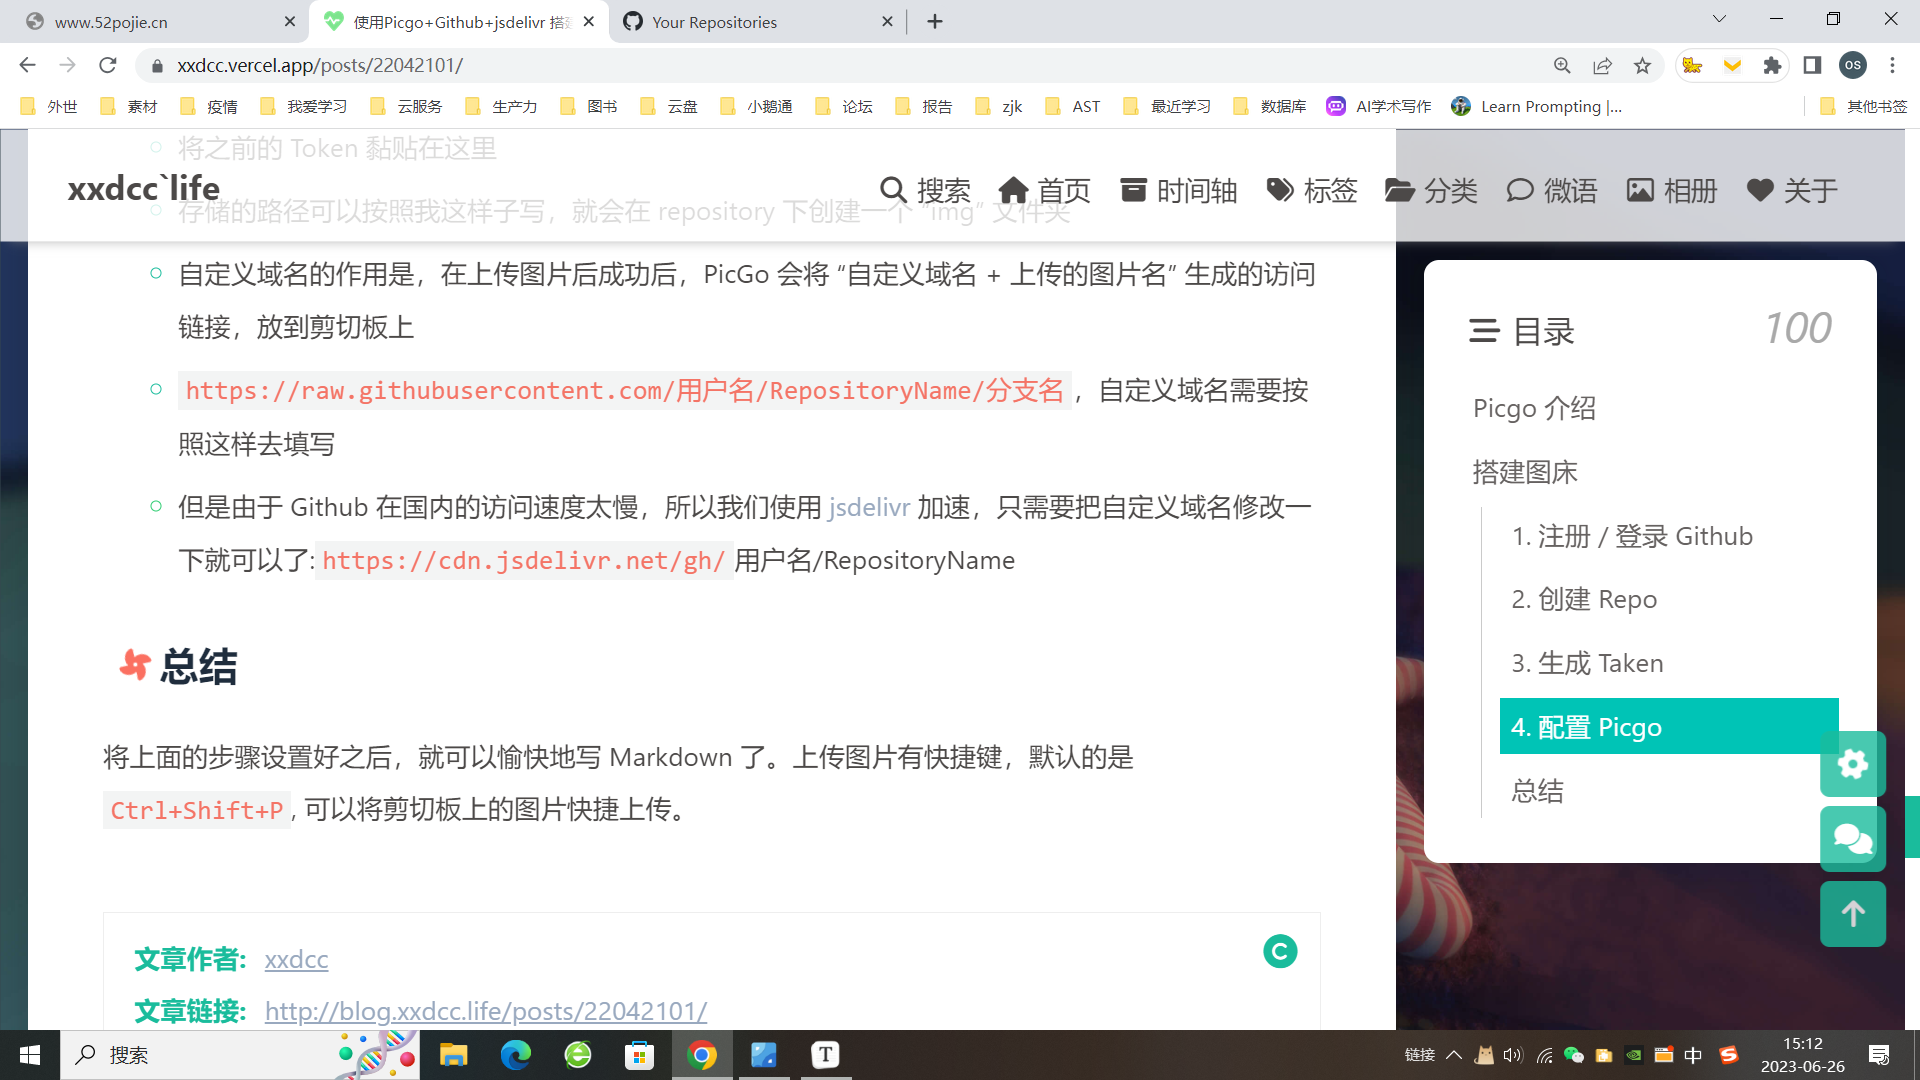 www.52pojie.cn
使用Picgo+Github+jsdelivr 搭
Your Repositories
xxdcc.vercel.app/posts/22042101/
OS
外世 素材 疫情 我爱学习 云服务 生产力 图书 云盘 小鹅通 论坛 报告 zjk AST 最近学习 数据库 AI学术写作 Learn Prompting |... 其他书签
将之前的 Token 黏贴在这里
xxdcc`life
搜索 首页 时间轴 标签 分类 微语 相册 关于
存储的路径可以按照我这样子写，就会在 repository 下创建一个 “img” 文件夹
自定义域名的作用是，在上传图片后成功后，PicGo 会将 “自定义域名 + 上传的图片名” 生成的访问
链接，放到剪切板上
https://raw.githubusercontent.com/用户名/RepositoryName/分支名，自定义域名需要按
照这样去填写
但是由于 Github 在国内的访问速度太慢，所以我们使用 jsdelivr 加速，只需要把自定义域名修改一
下就可以了:https://cdn.jsdelivr.net/gh/用户名/RepositoryName
总结
将上面的步骤设置好之后，就可以愉快地写 Markdown 了。上传图片有快捷键，默认的是
Ctrl+Shift+P, 可以将剪切板上的图片快捷上传。
文章作者: xxdcc
文章链接: http://blog.xxdcc.life/posts/22042101/
目录 100
Picgo 介绍
搭建图床
1. 注册 / 登录 Github
2. 创建 Repo
3. 生成 Taken
4. 配置 Picgo
总结
搜索
T
链接
中
15:12
2023-06-26